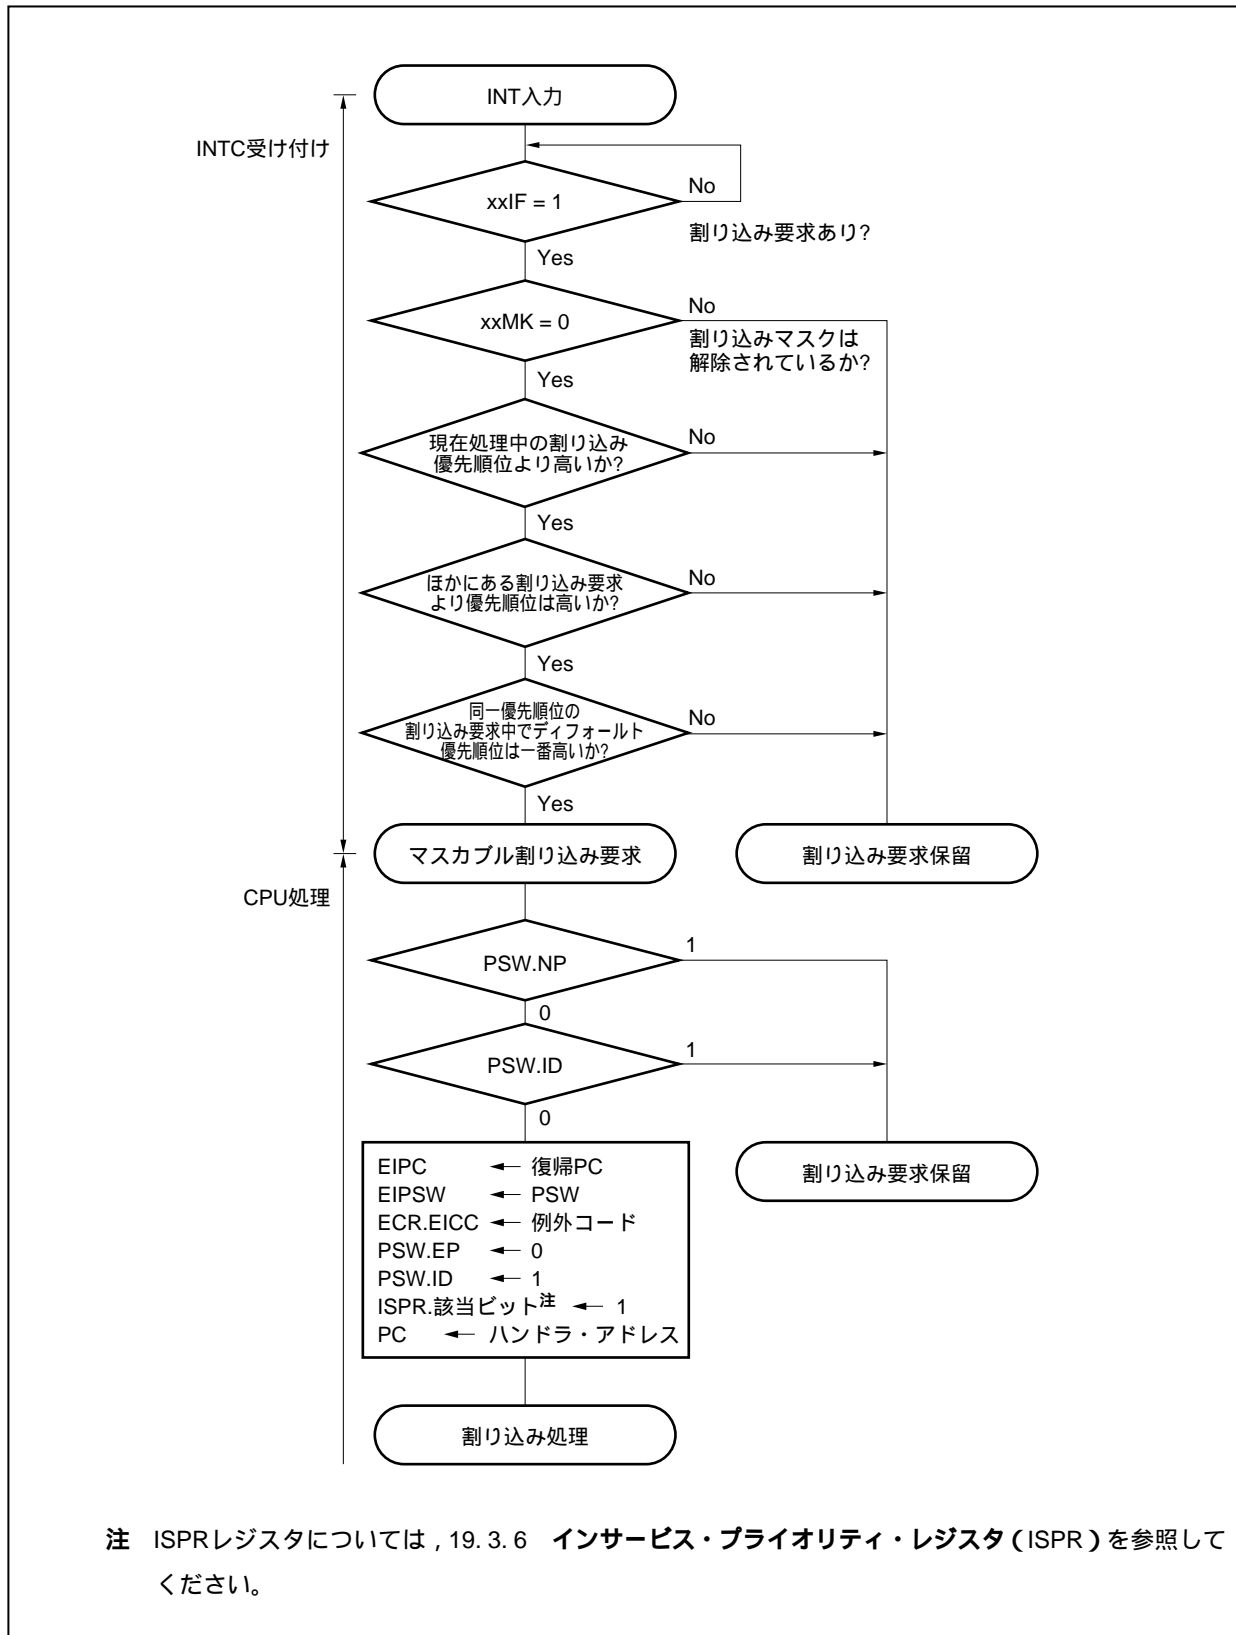 INT入力
INTC受け付け
No
xxIF = 1
割り込み要求あり?
Yes
No
xxMK = 0
割り込みマスクは
解除されているか?
Yes
現在処理中の割り込み
優先順位より高いか?
No
Yes
ほかにある割り込み要求
より優先順位は高いか?
No
Yes
同一優先順位の
割り込み要求中でディフォールト
優先順位は一番高いか?
No
Yes
マスカブル割り込み要求
割り込み要求保留
CPU処理
PSW.NP
1
0
PSW.ID
1
0
EIPC ← 復帰PC
EIPSW ← PSW
ECR.EICC ← 例外コード
PSW.EP ← 0
PSW.ID ← 1
ISPR.該当ビット注 ← 1
PC ← ハンドラ・アドレス
割り込み要求保留
割り込み処理
注 ISPRレジスタについては，19. 3. 6 インサービス・プライオリティ・レジスタ（ISPR）を参照して
ください。